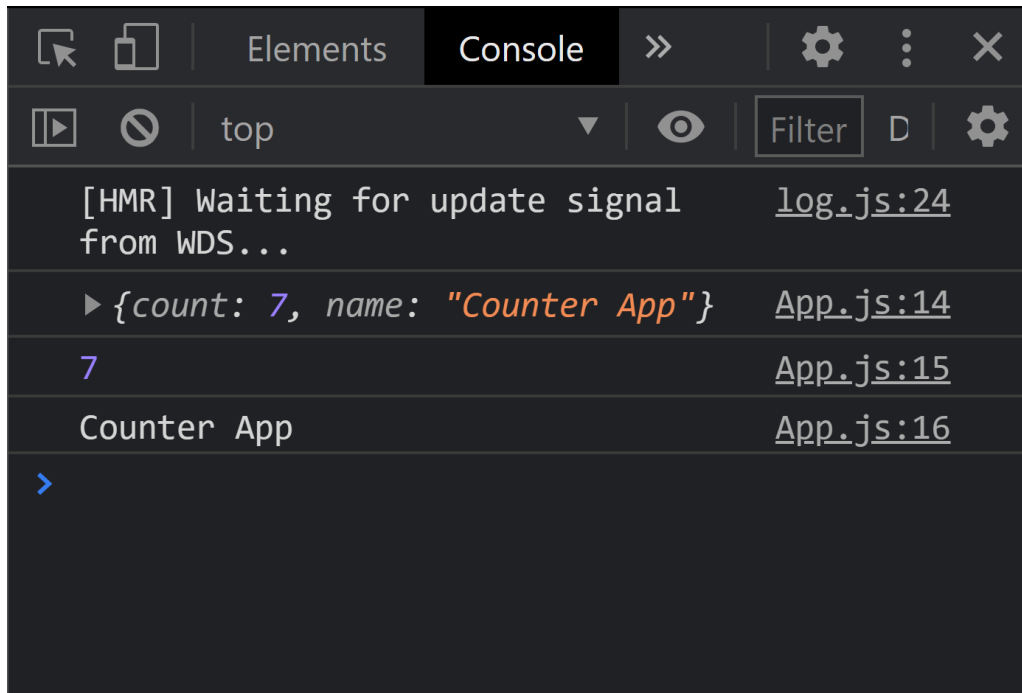 Elements Console
top Filter D
[HMR] Waiting for update signal log.js:24
from WDS...
{count: 7, name: "Counter App"} App.js:14
7 App.js:15
Counter App App.js:16